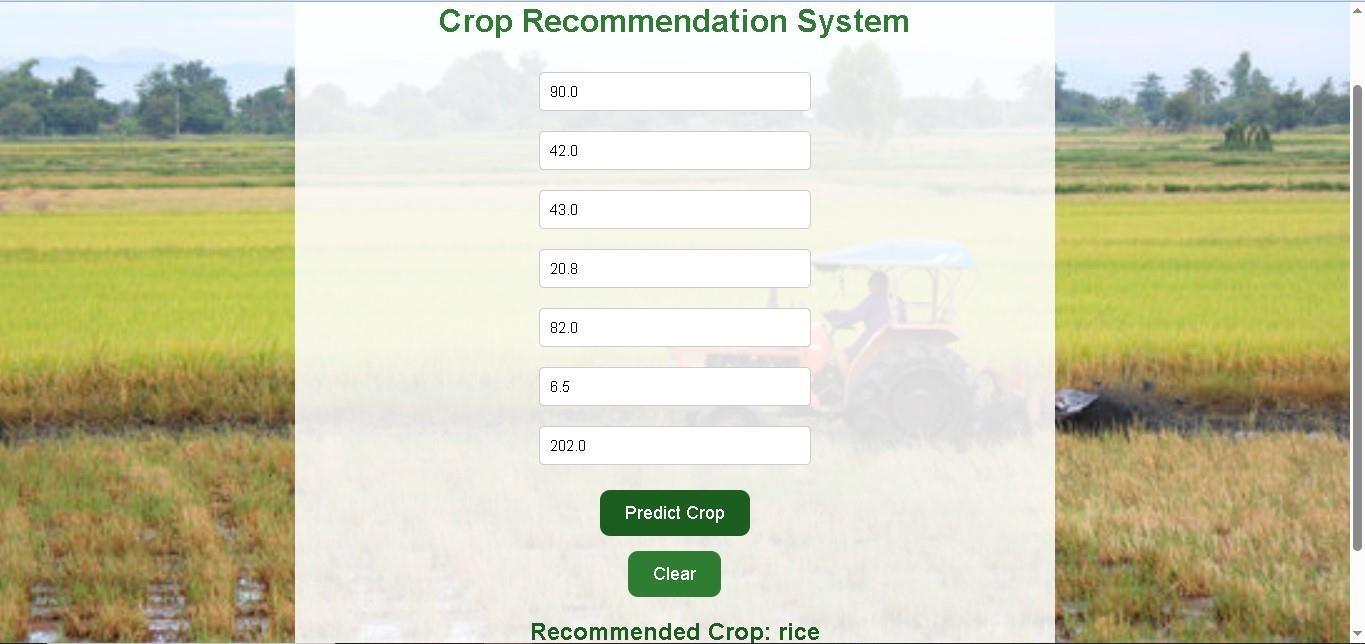 Crop Recommendation System
90.0
42.0
43.0
20.8
82.0
6.5
202.0
Predict Crop
Clear
Recommended Crop: rice